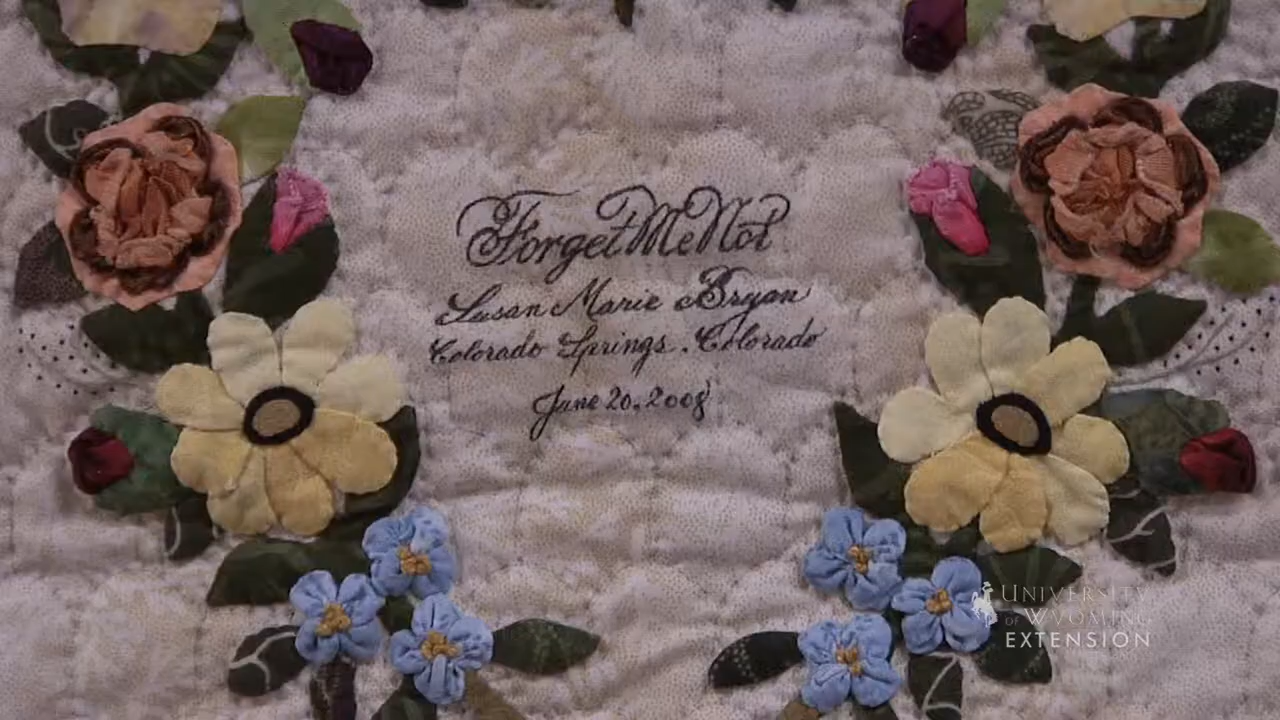 Forget Me Not
Susan Marie Bryan
Colorado Springs, Colorado
June 20, 2008
UNIVERSITY
OF WYOMING
EXTENSION